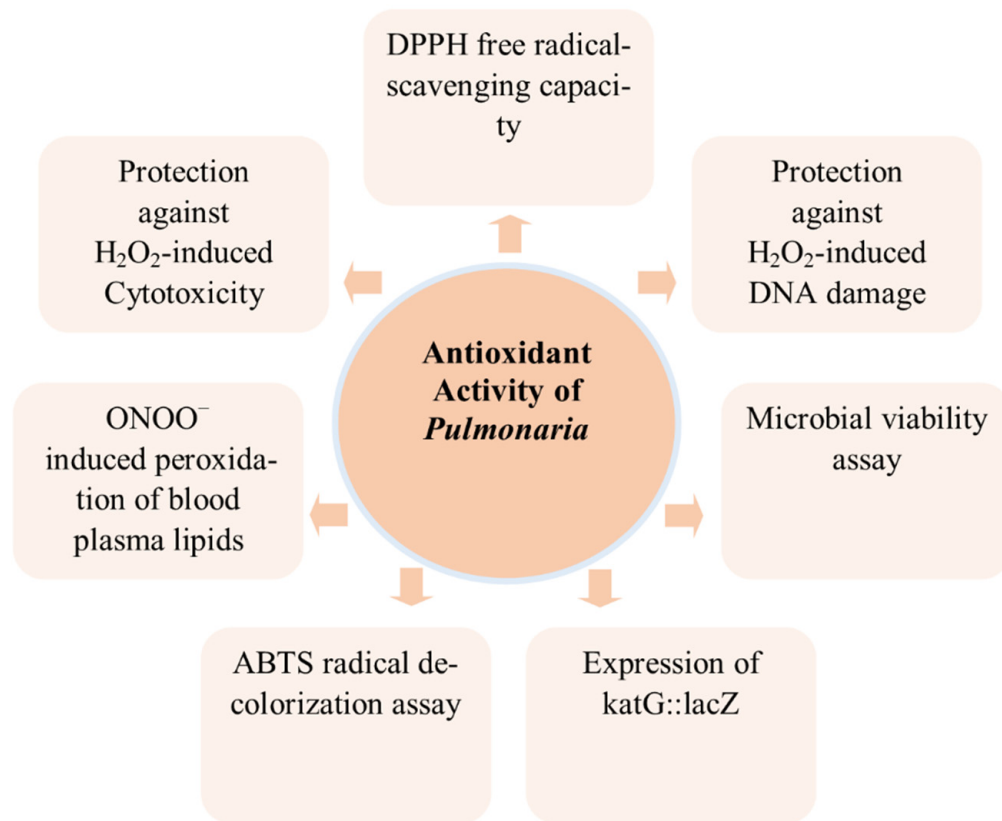 DPPH free radical-
scavenging capaci-
ty
Protection
against
H₂O₂-induced
Cytotoxicity
Protection
against
H₂O₂-induced
DNA damage
Antioxidant
Activity of
Pulmonaria
ONOO⁻
induced peroxida-
tion of blood
plasma lipids
Microbial viability
assay
ABTS radical de-
colorization assay
Expression of
katG::lacZ